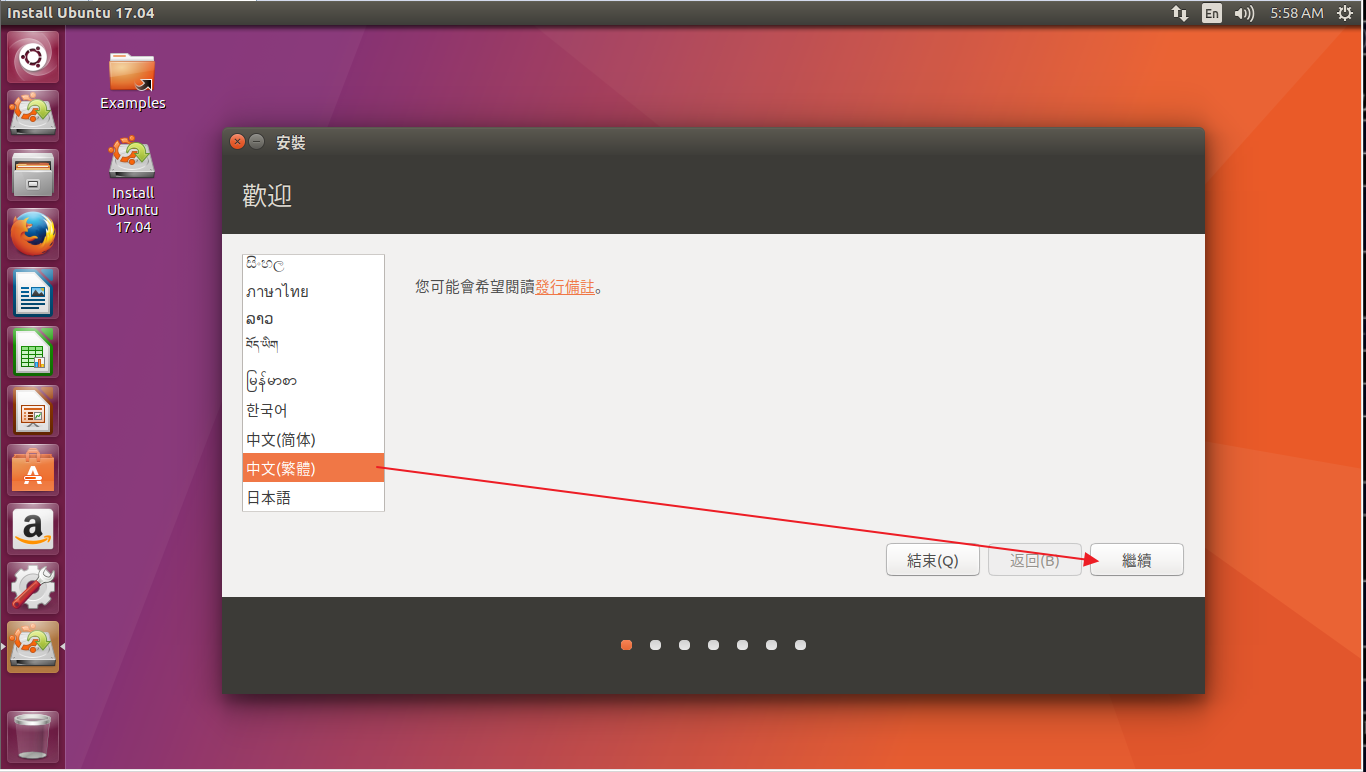 Install Ubuntu 17.04
En
5:58 AM
Examples
Install
Ubuntu
17.04
安裝
歡迎
සිංහල
ภาษาไทย
ລາວ
བོད་ཡིག
မြန်မာစာ
한국어
中文(简体)
中文(繁體)
日本語
您可能會希望閱讀發行備註。
結束(Q)
返回(B)
繼續